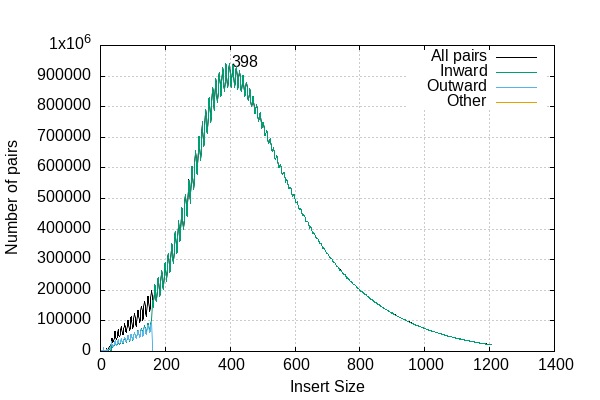 1x10⁶
900000
800000
700000
600000
500000
400000
300000
200000
100000
0
Number of pairs
398
All pairs
Inward
Outward
Other
0 200 400 600 800 1000 1200 1400
Insert Size